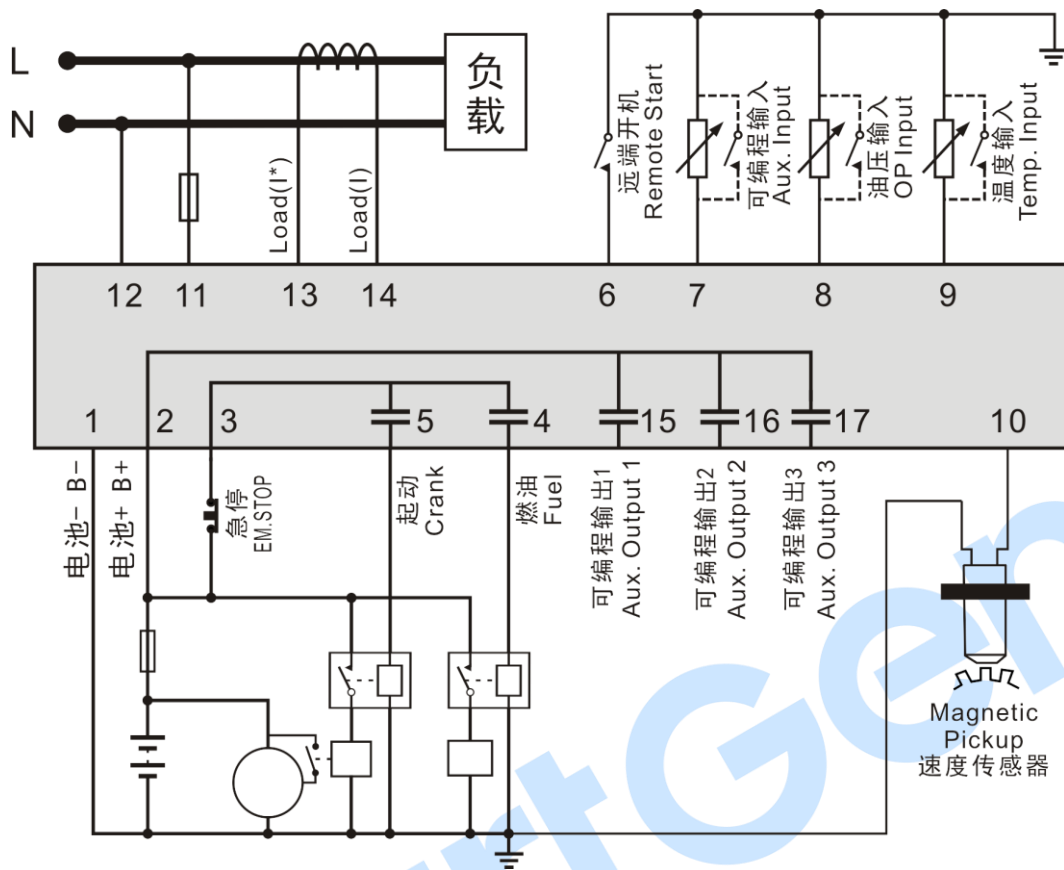 L
N
负
载
Load(I*)
Load(I)
远端开机
Remote Start
可编程输入
Aux. Input
油压输入
OP Input
温度输入
Temp. Input
12
11
13
14
6
7
8
9
1
2
3
5
4
15
16
17
10
电池- B-
电池+ B+
急停
EM.STOP
起动
Crank
燃油
Fuel
可编程输出1
Aux. Output 1
可编程输出2
Aux. Output 2
可编程输出3
Aux. Output 3
Magnetic
Pickup
速度传感器